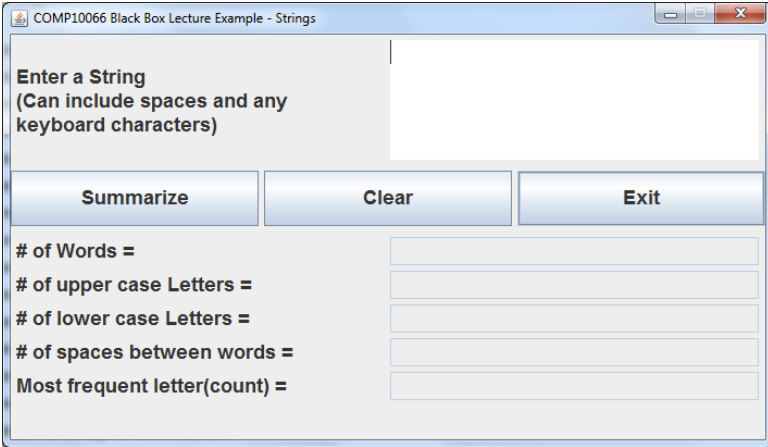 COMP10066 Black Box Lecture Example - Strings
Enter a String
(Can include spaces and any
keyboard characters)
Summarize Clear Exit
# of Words =
# of upper case Letters =
# of lower case Letters =
# of spaces between words =
Most frequent letter(count) =